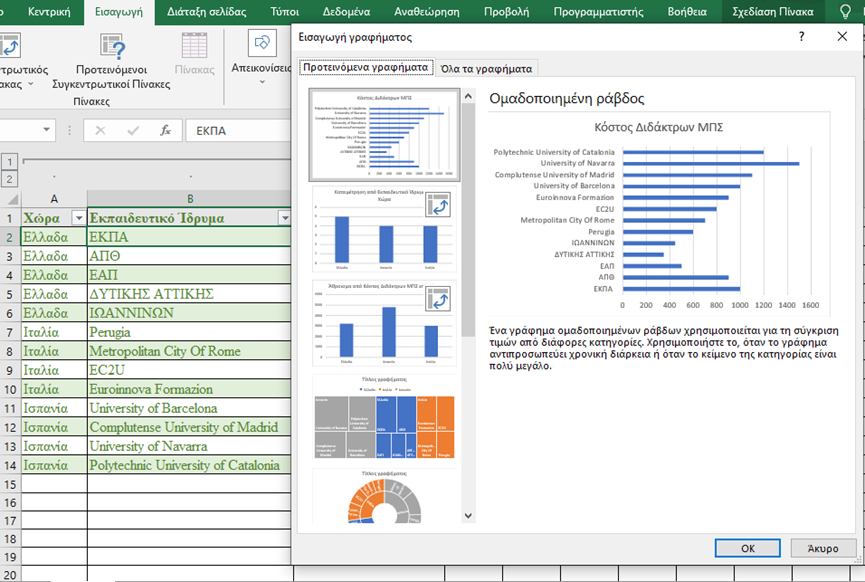 Κεντρική Εισαγωγή Διάταξη σελίδας Τύποι Δεδομένα Αναθεώρηση Προβολή Προγραμματιστής Βοήθεια Σχεδίαση Πίνακα
Προτεινόμενοι
Συγκεντρωτικοί Πίνακες
Πίνακας
Απεικονίσεις
Πίνακες
fx ΕΚΠΑ
1
2
A B
1 Χώρα Εκπαιδευτικό Ίδρυμα
2 Ελλαδα ΕΚΠΑ
3 Ελλαδα ΑΠΘ
4 Ελλαδα ΕΑΠ
5 Ελλαδα ΔΥΤΙΚΗΣ ΑΤΤΙΚΗΣ
6 Ελλαδα ΙΩΑΝΝΙΝΩΝ
7 Ιταλία Perugia
8 Ιταλία Metropolitan City Of Rome
9 Ιταλία EC2U
10 Ιταλία Euroinnova Formazion
11 Ισπανία University of Barcelona
12 Ισπανία Complutense University of Madrid
13 Ισπανία University of Navarra
14 Ισπανία Polytechnic University of Catalonia
15
16
17
18
19
20
Εισαγωγή γραφήματος
?
Προτεινόμενα γραφήματα Όλα τα γραφήματα
Κόστος Διδάκτρων ΜΠΣ
Καταμέτρηση από Εκπαιδευτικό Ίδρυμα
Χώρα
Άθροισμα από Κόστος Διδάκτρων ΜΠΣ
Τίτλος γραφήματος
Τίτλος γραφήματος
Ομαδοποιημένη ράβδος
Κόστος Διδάκτρων ΜΠΣ
Polytechnic University of Catalonia
University of Navarra
Complutense University of Madrid
University of Barcelona
Euroinnova Formazion
EC2U
Metropolitan City Of Rome
Perugia
ΙΩΑΝΝΙΝΩΝ
ΔΥΤΙΚΗΣ ΑΤΤΙΚΗΣ
ΕΑΠ
ΑΠΘ
ΕΚΠΑ
0 200 400 600 800 1000 1200 1400 1600
Ένα γράφημα ομαδοποιημένων ράβδων χρησιμοποιείται για τη σύγκριση
τιμών από διάφορες κατηγορίες. Χρησιμοποιήστε το, όταν το γράφημα
αντιπροσωπεύει χρονική διάρκεια ή όταν το κείμενο της κατηγορίας είναι
πολύ μεγάλο.
OK Άκυρο